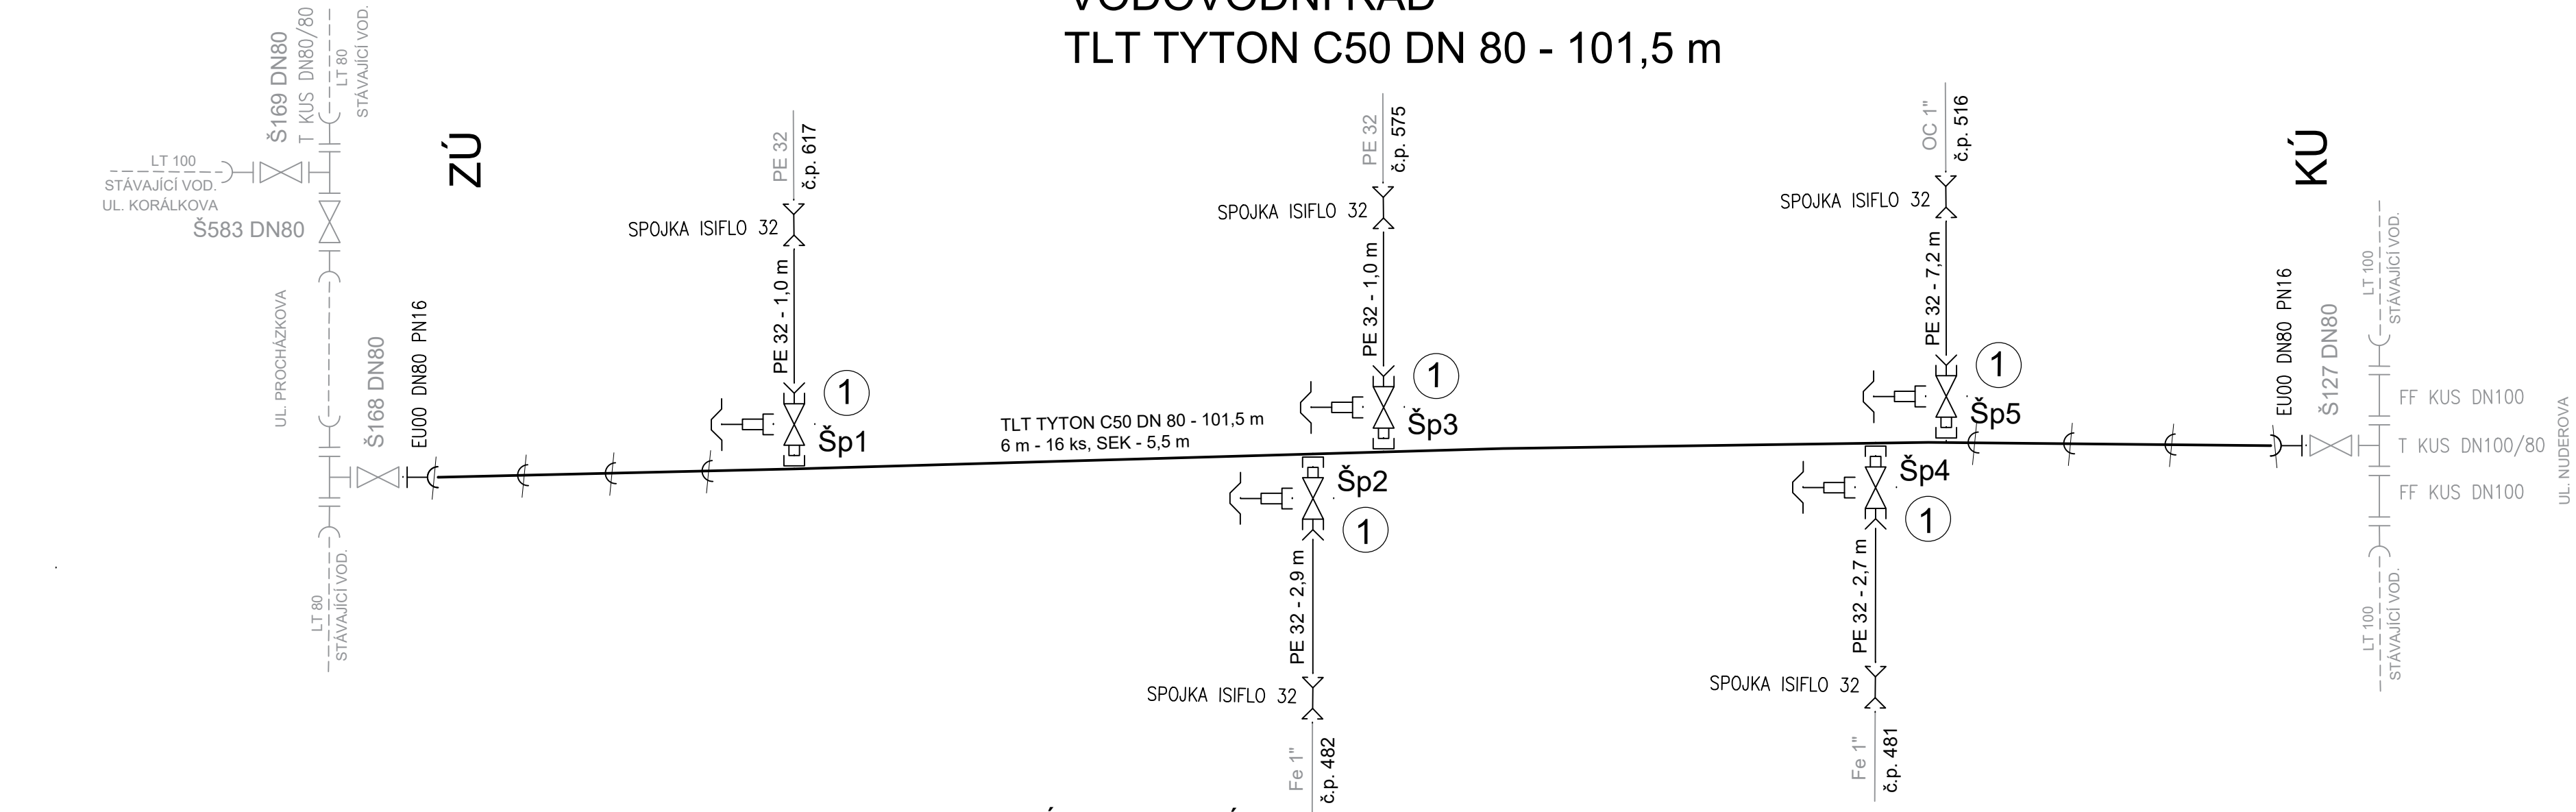 TLT TYTON C50 DN 80 - 101,5 m
Š169 DN80
T KUS DN80/80
LT 80
STÁVAJÍCÍ VOD.
LT 100
STÁVAJÍCÍ VOD.
UL. KORÁLKOVA
Š583 DN80
UL. PROCHÁZKOVA
Š168 DN80
EU00 DN80 PN16
LT 80
STÁVAJÍCÍ VOD.
ZÚ
PE 32
č.p. 617
SPOJKA ISIFLO 32
PE 32 - 1,0 m
1
Šp1
TLT TYTON C50 DN 80 - 101,5 m
6 m - 16 ks, SEK - 5,5 m
Šp2
1
PE 32 - 2,9 m
SPOJKA ISIFLO 32
Fe 1"
č.p. 482
PE 32
č.p. 575
SPOJKA ISIFLO 32
PE 32 - 1,0 m
1
Šp3
Šp4
1
PE 32 - 2,7 m
SPOJKA ISIFLO 32
Fe 1"
č.p. 481
OC 1"
č.p. 516
SPOJKA ISIFLO 32
PE 32 - 7,2 m
1
Šp5
KÚ
EU00 DN80 PN16
Š127 DN80
LT 100
STÁVAJÍCÍ VOD.
FF KUS DN100
T KUS DN100/80
FF KUS DN100
UL. NUDEROVA
LT 100
STÁVAJÍCÍ VOD.